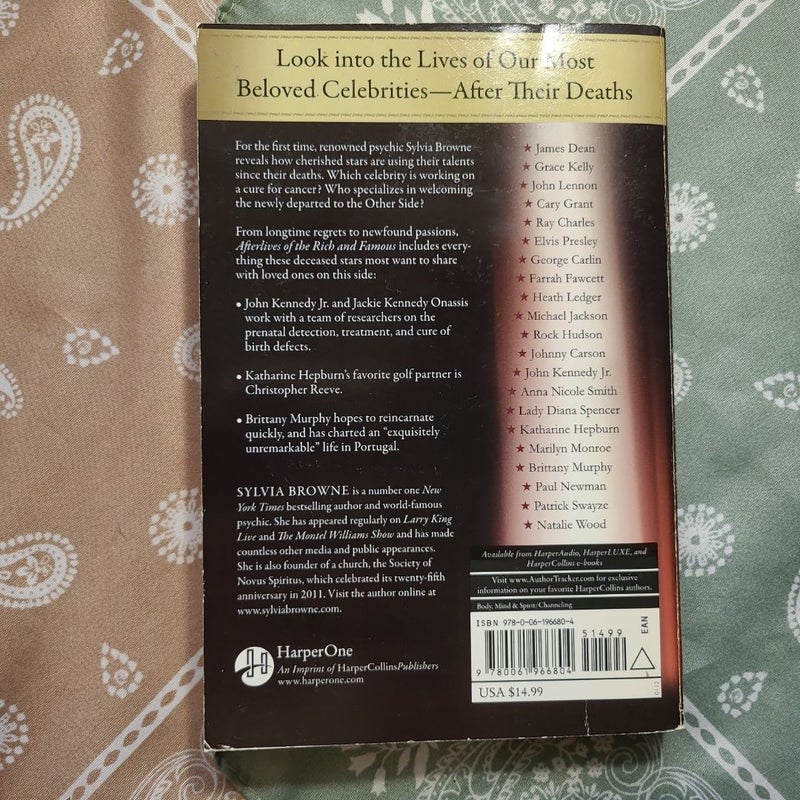 Look into the Lives of Our Most
Beloved Celebrities—After Their Deaths
For the first time, renowned psychic Sylvia Browne
reveals how cherished stars are using their talents
since their deaths. Which celebrity is working on
a cure for cancer? Who specializes in welcoming
the newly departed to the Other Side?
From longtime regrets to newfound passions,
Afterlives of the Rich and Famous includes every-
thing these deceased stars most want to share
with loved ones on this side:
• John Kennedy Jr. and Jackie Kennedy Onassis
work with a team of researchers on the
prenatal detection, treatment, and cure of
birth defects.
• Katharine Hepburn's favorite golf partner is
Christopher Reeve.
• Brittany Murphy hopes to reincarnate
quickly, and has charted an "exquisitely
unremarkable" life in Portugal.
SYLVIA BROWNE is a number one New
York Times bestselling author and world-famous
psychic. She has appeared regularly on Larry King
Live and The Montel Williams Show and has made
countless other media and public appearances.
She is also founder of a church, the Society of
Novus Spiritus, which celebrated its twenty-fifth
anniversary in 2011. Visit the author online at
www.sylviabrowne.com.
HarperOne
An Imprint of HarperCollinsPublishers
www.harperone.com
★ James Dean
★ Grace Kelly
★ John Lennon
★ Cary Grant
★ Ray Charles
★ Elvis Presley
★ George Carlin
★ Farrah Fawcett
★ Heath Ledger
★ Michael Jackson
★ Rock Hudson
★ Johnny Carson
★ John Kennedy Jr.
★ Anna Nicole Smith
★ Lady Diana Spencer
★ Katharine Hepburn
★ Marilyn Monroe
★ Brittany Murphy
★ Paul Newman
★ Patrick Swayze
★ Natalie Wood
Available from HarperAudio, HarperLUXE, and
HarperCollins e-books
Visit www.AuthorTracker.com for exclusive
information on your favorite HarperCollins authors.
Body, Mind & Spirit/Channeling
ISBN 978-0-06-196680-4
51499
EAN
9 780061 966804
USA $14.99
0112